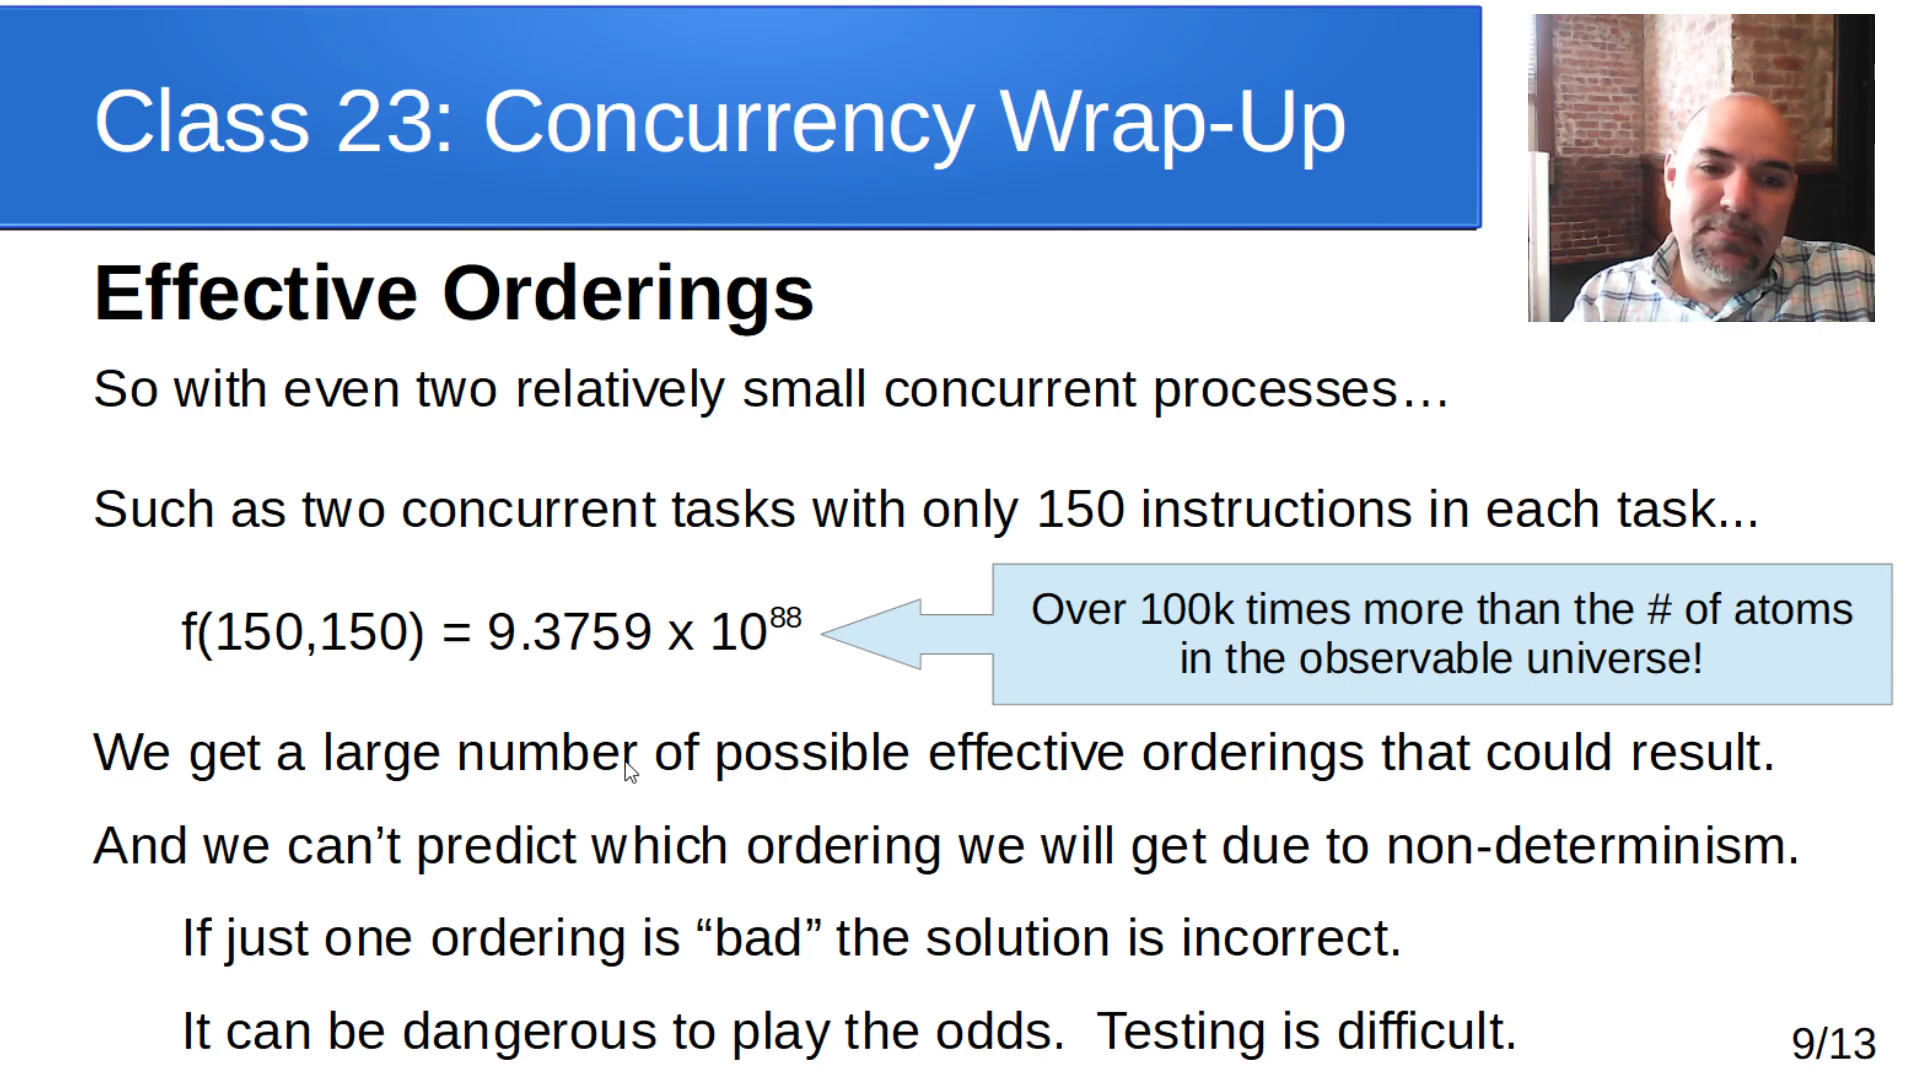 Class 23: Concurrency Wrap-Up
Effective Orderings
So with even two relatively small concurrent processes…
Such as two concurrent tasks with only 150 instructions in each task...
f(150,150) = 9.3759 x 10⁸⁸
Over 100k times more than the # of atoms
in the observable universe!
We get a large number of possible effective orderings that could result.
And we can’t predict which ordering we will get due to non-determinism.
If just one ordering is “bad” the solution is incorrect.
It can be dangerous to play the odds.  Testing is difficult.
9/13